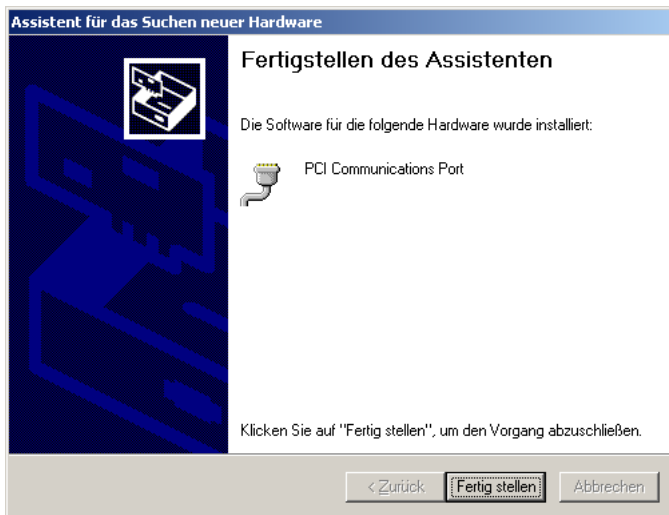 Assistent für das Suchen neuer Hardware
Fertigstellen des Assistenten
Die Software für die folgende Hardware wurde installiert:
PCI Communications Port
Klicken Sie auf "Fertig stellen", um den Vorgang abzuschließen.
< Zurück Fertig stellen Abbrechen